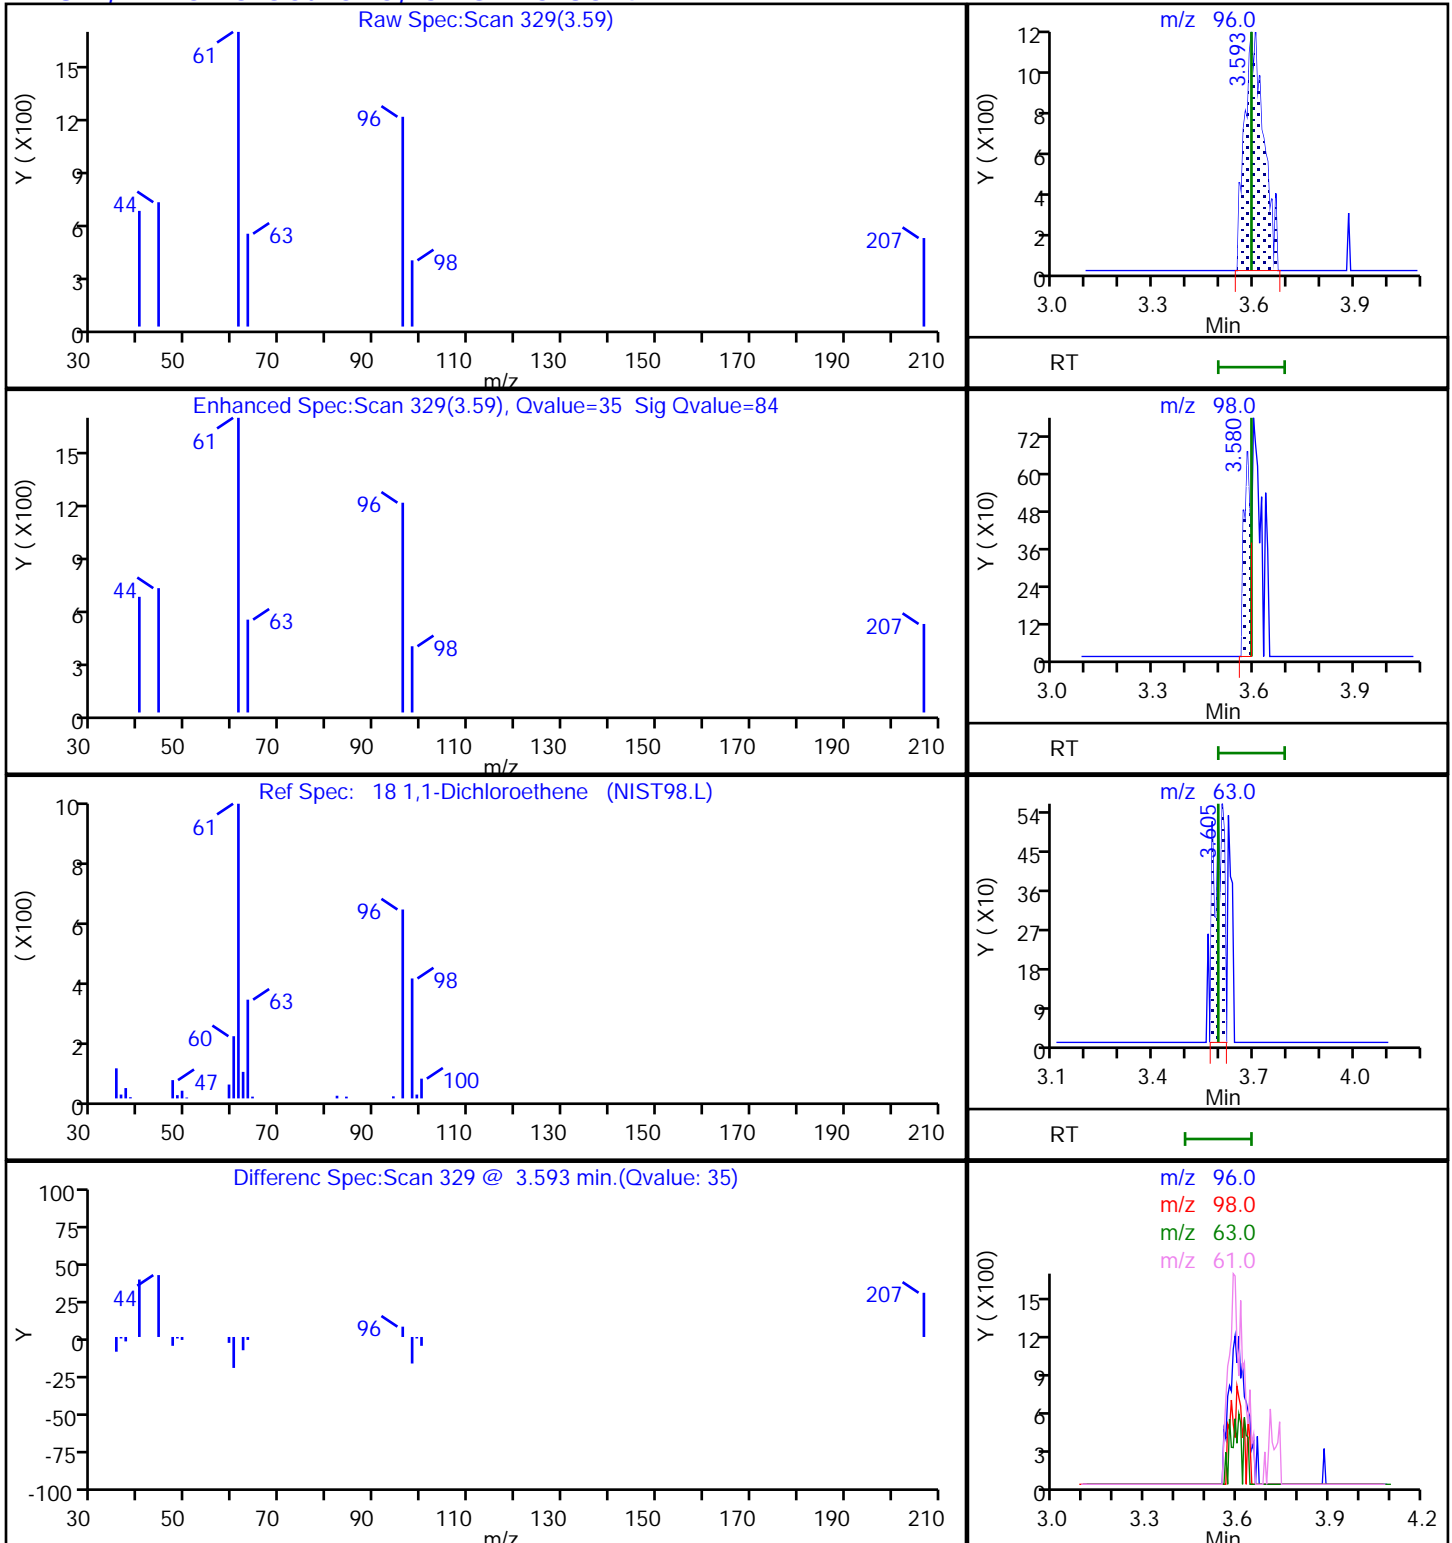 Raw Spec:Scan 329(3.59)
Y ( X100)
15
12
9
6
3
0
61
96
44
63
98
207
30 50 70 90 110 130 150 170 190 210
m/z
m/z 96.0
Y ( X100)
12
10
8
6
4
2
0
3.593
3.0 3.3 3.6 3.9
Min
RT
Enhanced Spec:Scan 329(3.59), Qvalue=35 Sig Qvalue=84
Y ( X100)
15
12
9
6
3
0
61
96
44
63
98
207
30 50 70 90 110 130 150 170 190 210
m/z
m/z 98.0
Y ( X10)
72
60
48
36
24
12
0
3.580
3.0 3.3 3.6 3.9
Min
RT
Ref Spec: 18 1,1-Dichloroethene (NIST98.L)
( X100)
10
8
6
4
2
0
61
96
98
63
60
47
100
30 50 70 90 110 130 150 170 190 210
m/z 63.0
Y ( X10)
54
45
36
27
18
9
0
3.605
3.1 3.4 3.7 4.0
Min
RT
Differenc Spec:Scan 329 @ 3.593 min.(Qvalue: 35)
Y
100
75
50
25
0
-25
-50
-75
-100
44
96
207
30 50 70 90 110 130 150 170 190 210
m/z
m/z 96.0
m/z 98.0
m/z 63.0
m/z 61.0
Y ( X100)
15
12
9
6
3
0
3.0 3.3 3.6 3.9 4.2
Min